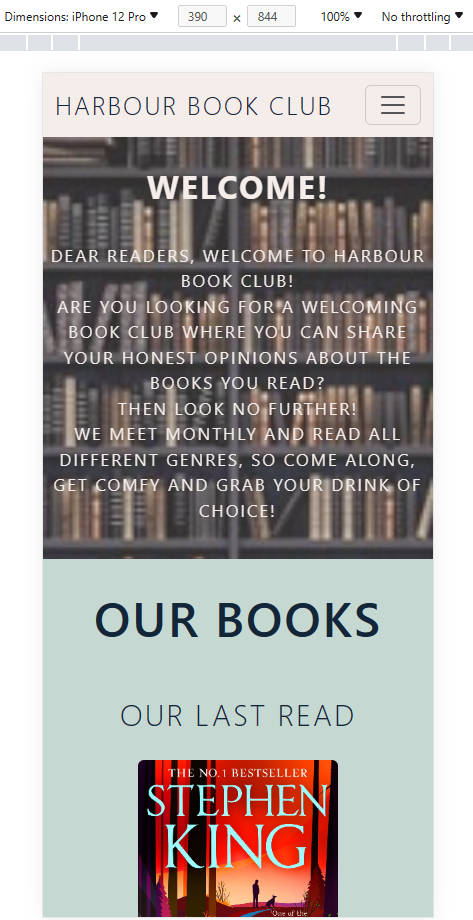 Dimensions: iPhone 12 Pro 390 × 844 100% No throttling
HARBOUR BOOK CLUB
WELCOME!
DEAR READERS, WELCOME TO HARBOUR
BOOK CLUB!
ARE YOU LOOKING FOR A WELCOMING
BOOK CLUB WHERE YOU CAN SHARE
YOUR HONEST OPINIONS ABOUT THE
BOOKS YOU READ?
THEN LOOK NO FURTHER!
WE MEET MONTHLY AND READ ALL
DIFFERENT GENRES, SO COME ALONG,
GET COMFY AND GRAB YOUR DRINK OF
CHOICE!
OUR BOOKS
OUR LAST READ
THE NO.1 BESTSELLER
STEPHEN
KING
'One of the